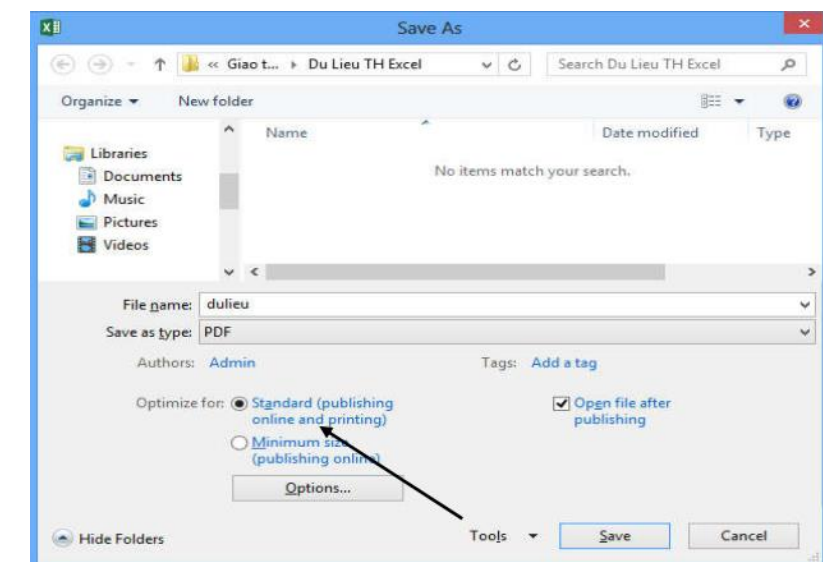 Save As
« Giao t... Du Lieu TH Excel Search Du Lieu TH Excel
Organize New folder
Name Date modified Type
Libraries
Documents
Music
Pictures
Videos
No items match your search.
File name: dulieu
Save as type: PDF
Authors: Admin Tags: Add a tag
Optimize for: Standard (publishing
online and printing)
Minimum size
(publishing online)
Open file after
publishing
Options...
Hide Folders Tools Save Cancel